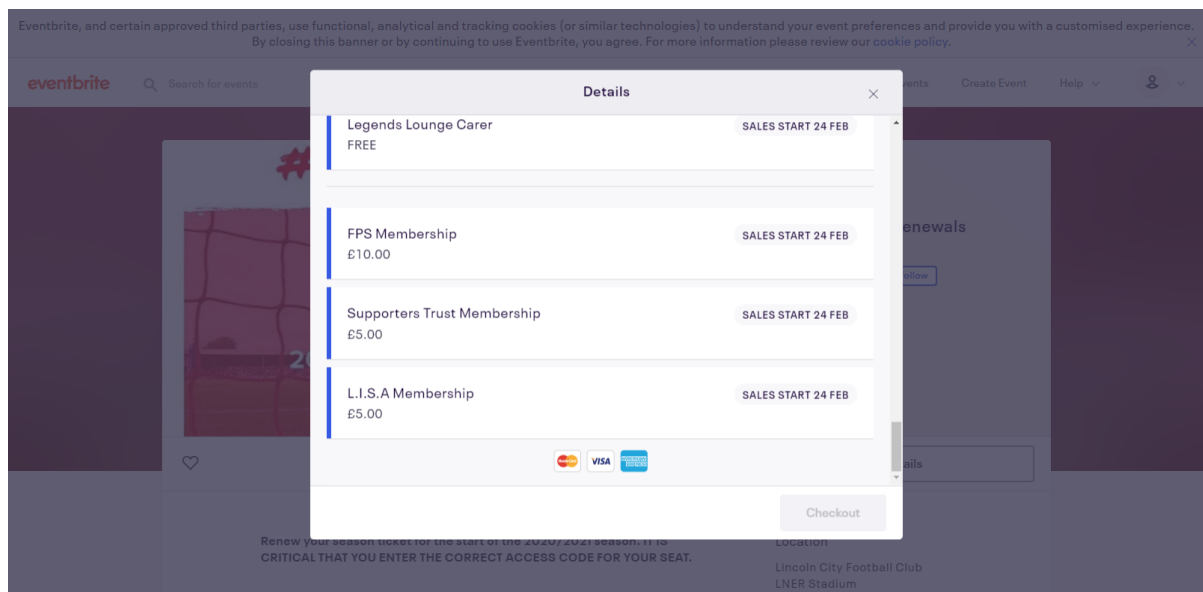 Eventbrite, and certain approved third parties, use functional, analytical and tracking cookies (or similar technologies) to understand your event preferences and provide you with a customised experience.
By closing this banner or by continuing to use Eventbrite, you agree. For more information please review our cookie policy.
eventbrite
Search for events
Create Event
Help
Details
Legends Lounge Carer
SALES START 24 FEB
FREE
FPS Membership
SALES START 24 FEB
£10.00
Supporters Trust Membership
SALES START 24 FEB
£5.00
L.I.S.A Membership
SALES START 24 FEB
£5.00
VISA
Checkout
Renew your season ticket for the start of the 2020/2021 season. IT IS
CRITICAL THAT YOU ENTER THE CORRECT ACCESS CODE FOR YOUR SEAT.
Location
Lincoln City Football Club
LNER Stadium